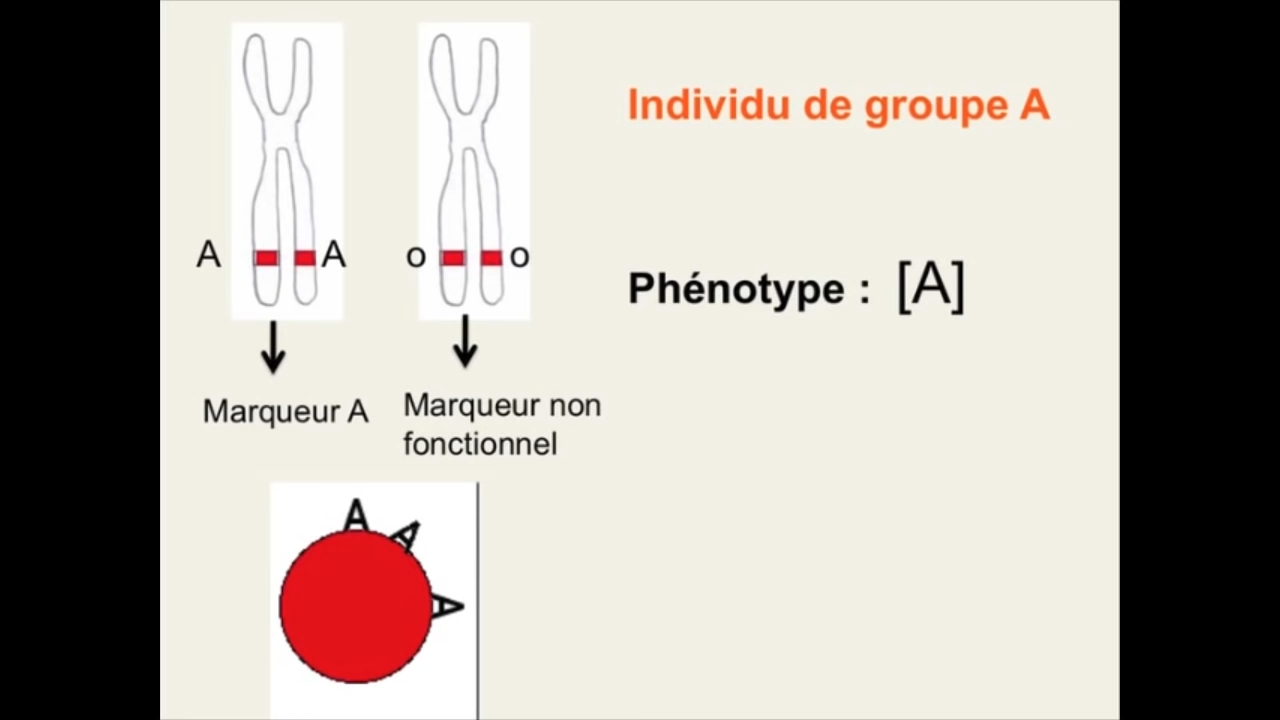 Individu de groupe A
A A o o
Phénotype : [A]
Marqueur A
Marqueur non
fonctionnel
A
A
A